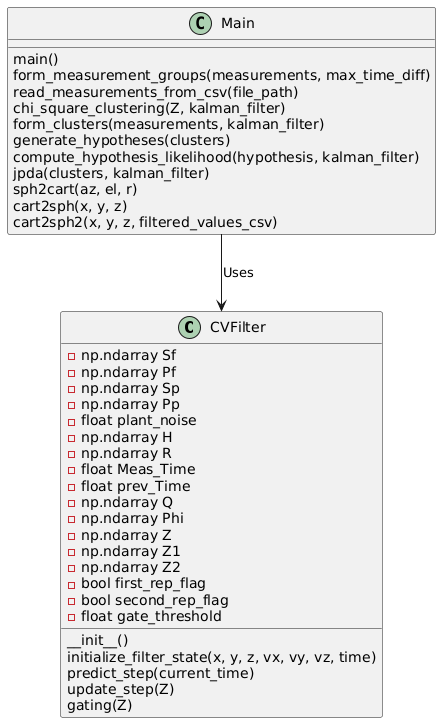 C Main
main()
form_measurement_groups(measurements, max_time_diff)
read_measurements_from_csv(file_path)
chi_square_clustering(Z, kalman_filter)
form_clusters(measurements, kalman_filter)
generate_hypotheses(clusters)
compute_hypothesis_likelihood(hypothesis, kalman_filter)
jpda(clusters, kalman_filter)
sph2cart(az, el, r)
cart2sph(x, y, z)
cart2sph2(x, y, z, filtered_values_csv)
Uses
C CVFilter
np.ndarray Sf
np.ndarray Pf
np.ndarray Sp
np.ndarray Pp
float plant_noise
np.ndarray H
np.ndarray R
float Meas_Time
float prev_Time
np.ndarray Q
np.ndarray Phi
np.ndarray Z
np.ndarray Z1
np.ndarray Z2
bool first_rep_flag
bool second_rep_flag
float gate_threshold
__init__()
initialize_filter_state(x, y, z, vx, vy, vz, time)
predict_step(current_time)
update_step(Z)
gating(Z)